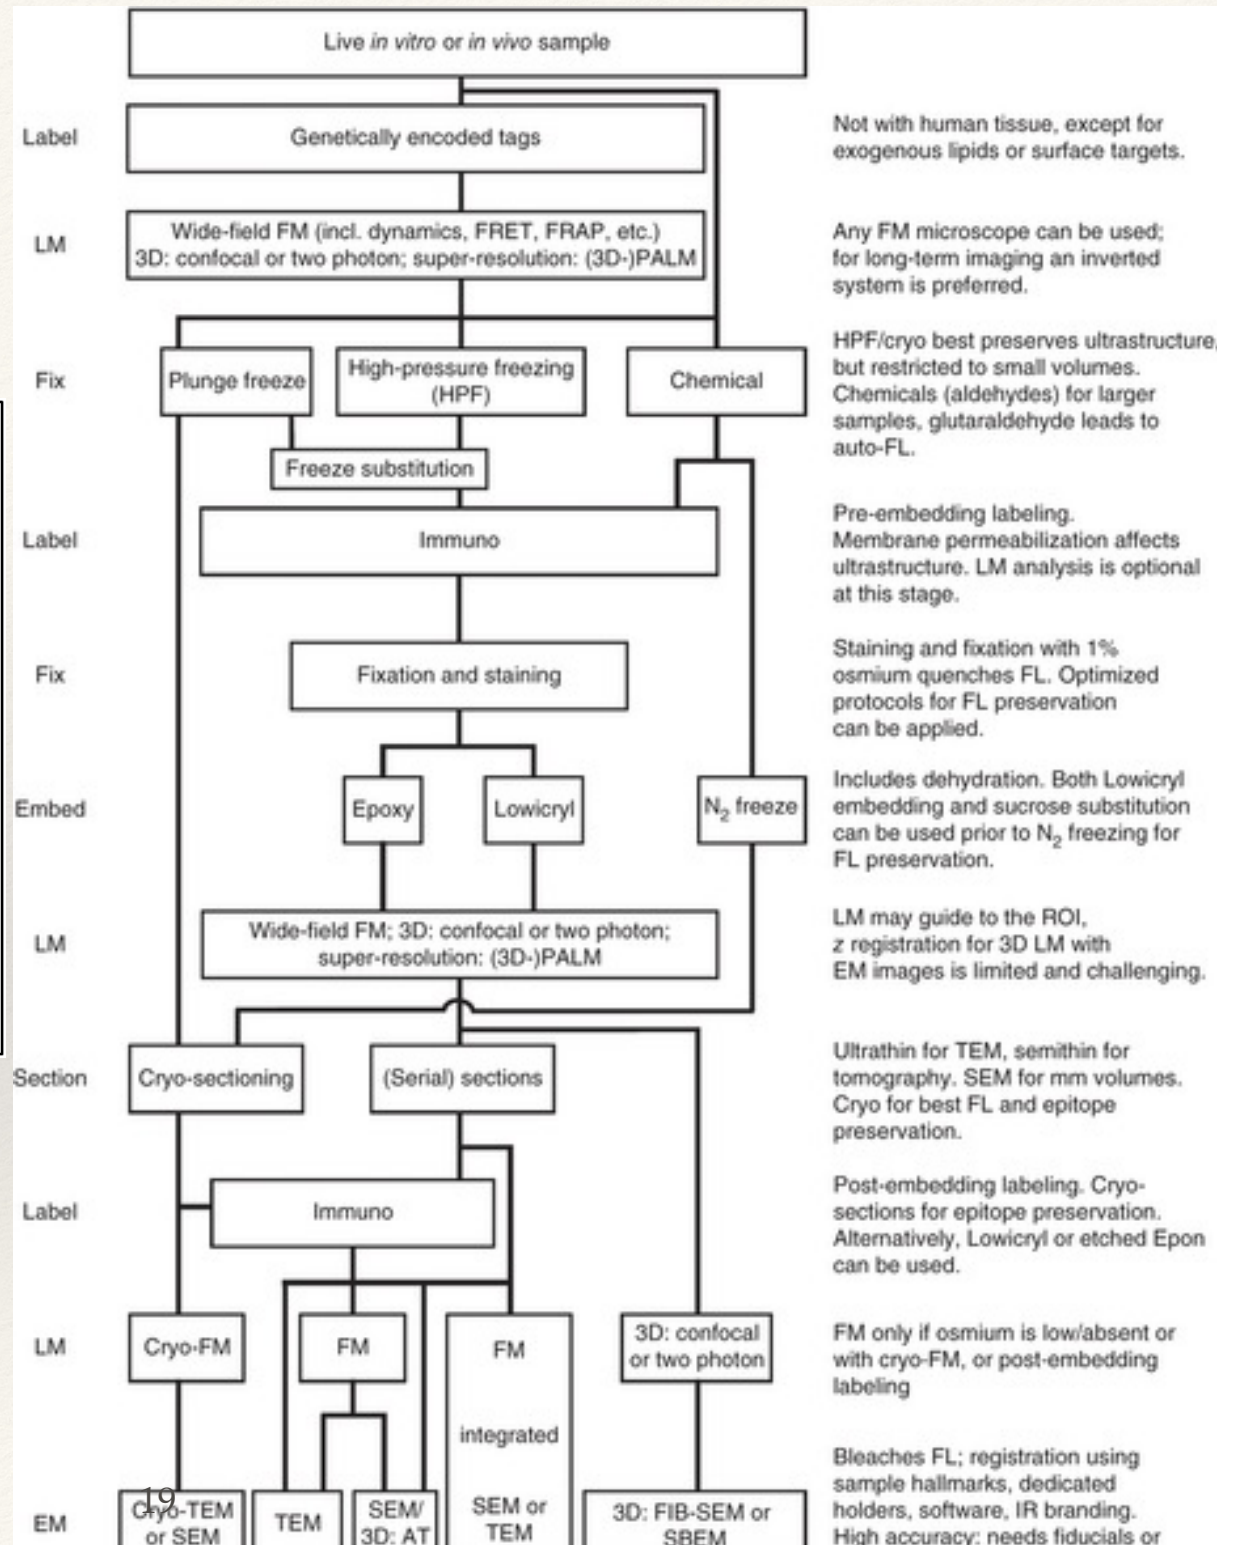 Live in vitro or in vivo sample
Label
Genetically encoded tags
Not with human tissue, except for
exogenous lipids or surface targets.
LM
Wide-field FM (incl. dynamics, FRET, FRAP, etc.)
3D: confocal or two photon; super-resolution: (3D-)PALM
Any FM microscope can be used;
for long-term imaging an inverted
system is preferred.
Fix
Plunge freeze
High-pressure freezing
(HPF)
Chemical
HPF/cryo best preserves ultrastructure,
but restricted to small volumes.
Chemicals (aldehydes) for larger
samples, glutaraldehyde leads to
auto-FL.
Freeze substitution
Label
Immuno
Pre-embedding labeling.
Membrane permeabilization affects
ultrastructure. LM analysis is optional
at this stage.
Fix
Fixation and staining
Staining and fixation with 1%
osmium quenches FL. Optimized
protocols for FL preservation
can be applied.
Embed
Epoxy
Lowicryl
N2 freeze
Includes dehydration. Both Lowicryl
embedding and sucrose substitution
can be used prior to N2 freezing for
FL preservation.
LM
Wide-field FM; 3D: confocal or two photon;
super-resolution: (3D-)PALM
LM may guide to the ROI,
z registration for 3D LM with
EM images is limited and challenging.
Section
Cryo-sectioning
(Serial) sections
Ultrathin for TEM, semithin for
tomography. SEM for mm volumes.
Cryo for best FL and epitope
preservation.
Label
Immuno
Post-embedding labeling. Cryo-
sections for epitope preservation.
Alternatively, Lowicryl or etched Epon
can be used.
LM
Cryo-FM
FM
FM
integrated
SEM or
TEM
3D: confocal
or two photon
FM only if osmium is low/absent or
with cryo-FM, or post-embedding
labeling
EM
Cryo-TEM
or SEM
19
TEM
SEM/
3D: AT
3D: FIB-SEM or
SBEM
Bleaches FL; registration using
sample hallmarks, dedicated
holders, software, IR branding.
High accuracy: needs fiducials or